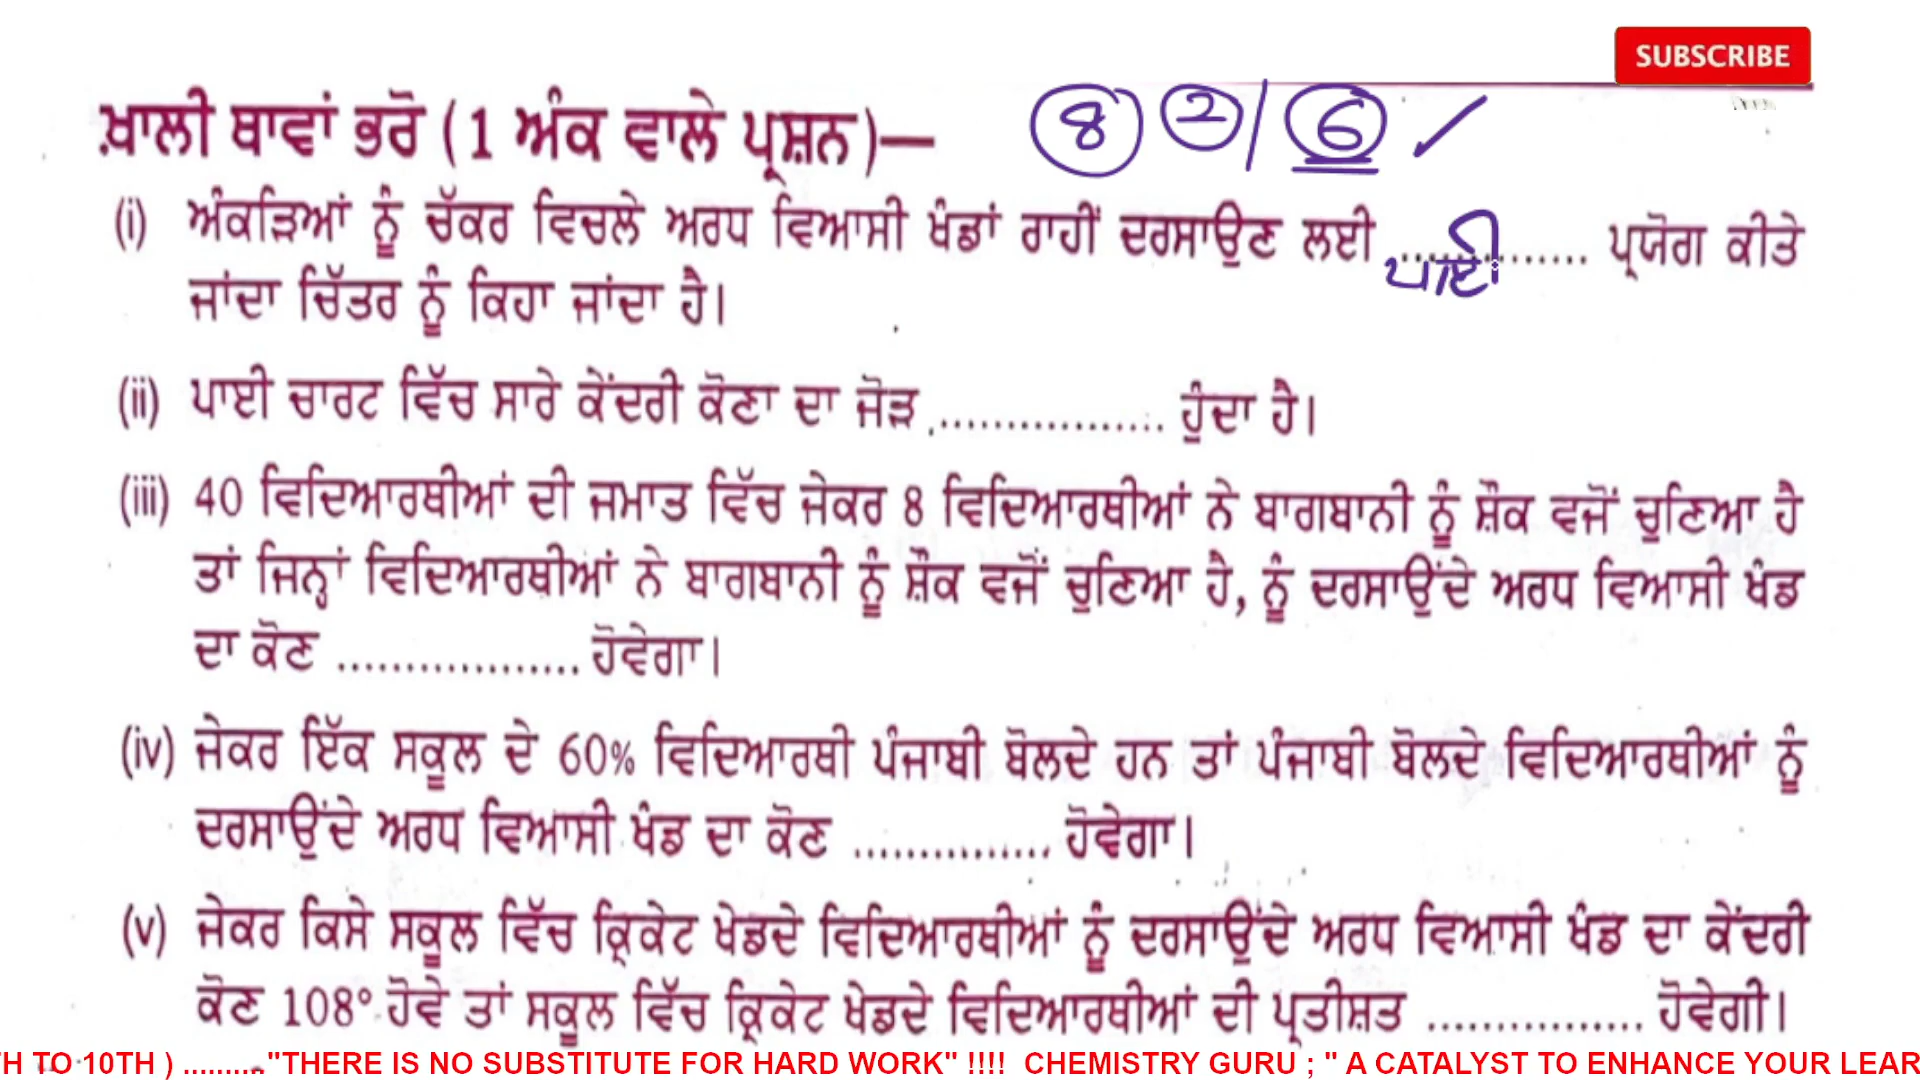 SUBSCRIBE
ਖ਼ਾਲੀ ਥਾਵਾਂ ਭਰੋ (1 ਅੰਕ ਵਾਲੇ ਪ੍ਰਸ਼ਨ)— 8 2/6
(i) ਅੰਕੜਿਆਂ ਨੂੰ ਚੱਕਰ ਵਿਚਲੇ ਅਰਧ ਵਿਆਸੀ ਖੰਡਾਂ ਰਾਹੀਂ ਦਰਸਾਉਣ ਲਈ .............. ਪ੍ਰਯੋਗ ਕੀਤੇ
ਪਾਈ
ਜਾਂਦਾ ਚਿੱਤਰ ਨੂੰ ਕਿਹਾ ਜਾਂਦਾ ਹੈ।
(ii) ਪਾਈ ਚਾਰਟ ਵਿੱਚ ਸਾਰੇ ਕੇਂਦਰੀ ਕੋਣਾ ਦਾ ਜੋੜ .................. ਹੁੰਦਾ ਹੈ।
(iii) 40 ਵਿਦਿਆਰਥੀਆਂ ਦੀ ਜਮਾਤ ਵਿੱਚ ਜੇਕਰ 8 ਵਿਦਿਆਰਥੀਆਂ ਨੇ ਬਾਗਬਾਨੀ ਨੂੰ ਸ਼ੌਕ ਵਜੋਂ ਚੁਣਿਆ ਹੈ
ਤਾਂ ਜਿਨ੍ਹਾਂ ਵਿਦਿਆਰਥੀਆਂ ਨੇ ਬਾਗਬਾਨੀ ਨੂੰ ਸ਼ੌਕ ਵਜੋਂ ਚੁਣਿਆ ਹੈ, ਨੂੰ ਦਰਸਾਉਂਦੇ ਅਰਧ ਵਿਆਸੀ ਖੰਡ
ਦਾ ਕੋਣ .................. ਹੋਵੇਗਾ।
(iv) ਜੇਕਰ ਇੱਕ ਸਕੂਲ ਦੇ 60% ਵਿਦਿਆਰਥੀ ਪੰਜਾਬੀ ਬੋਲਦੇ ਹਨ ਤਾਂ ਪੰਜਾਬੀ ਬੋਲਦੇ ਵਿਦਿਆਰਥੀਆਂ ਨੂੰ
ਦਰਸਾਉਂਦੇ ਅਰਧ ਵਿਆਸੀ ਖੰਡ ਦਾ ਕੋਣ ............... ਹੋਵੇਗਾ।
(v) ਜੇਕਰ ਕਿਸੇ ਸਕੂਲ ਵਿੱਚ ਕ੍ਰਿਕੇਟ ਖੇਡਦੇ ਵਿਦਿਆਰਥੀਆਂ ਨੂੰ ਦਰਸਾਉਂਦੇ ਅਰਧ ਵਿਆਸੀ ਖੰਡ ਦਾ ਕੇਂਦਰੀ
ਕੋਣ 108° ਹੋਵੇ ਤਾਂ ਸਕੂਲ ਵਿੱਚ ਕ੍ਰਿਕੇਟ ਖੇਡਦੇ ਵਿਦਿਆਰਥੀਆਂ ਦੀ ਪ੍ਰਤੀਸ਼ਤ ................ ਹੋਵੇਗੀ।
TH TO 10TH ) .......... "THERE IS NO SUBSTITUTE FOR HARD WORK" !!!! CHEMISTRY GURU ; " A CATALYST TO ENHANCE YOUR LEAR